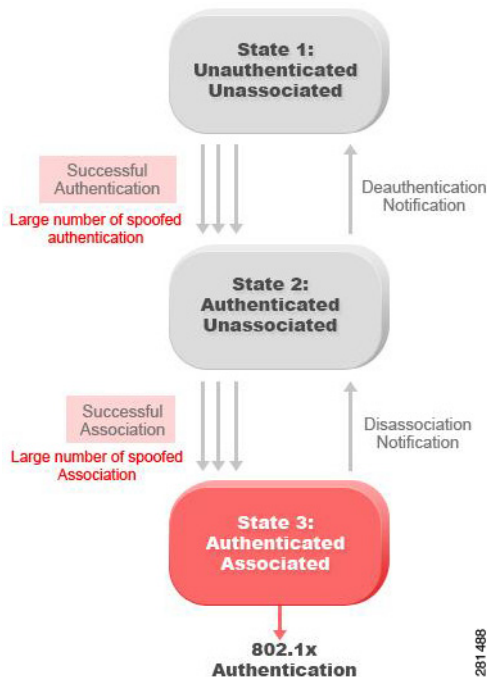 State 1:
Unauthenticated
Unassociated
Successful
Authentication
Large number of spoofed
authentication
Deauthentication
Notification
State 2:
Authenticated
Unassociated
Successful
Association
Large number of spoofed
Association
Disassociation
Notification
State 3:
Authenticated
Associated
802.1x
Authentication
281488